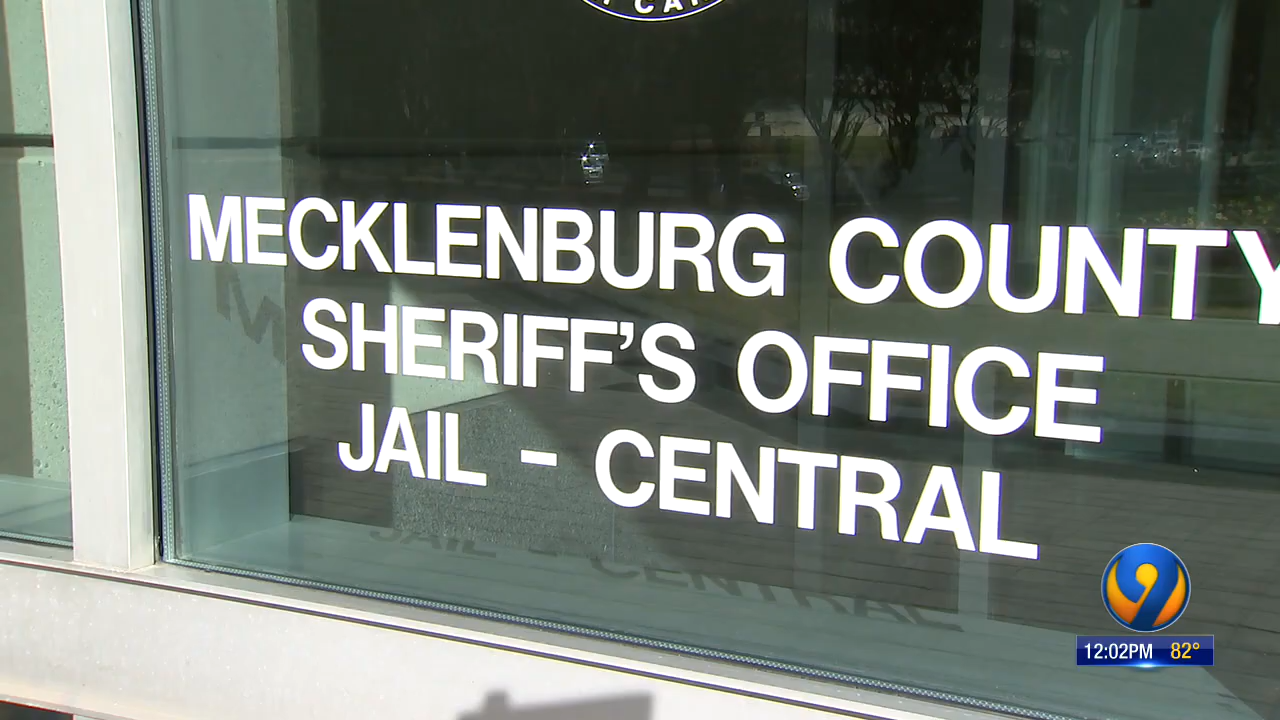 MECKLENBURG COUNTY
SHERIFF'S OFFICE
JAIL - CENTRAL
9
12:02PM 82°